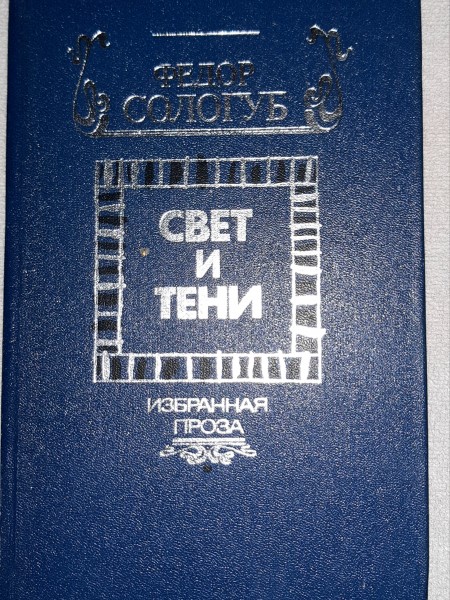 ФЕДОР
СОЛОГУБ
СВЕТ
И
ТЕНИ
ИЗБРАННАЯ
ПРОЗА